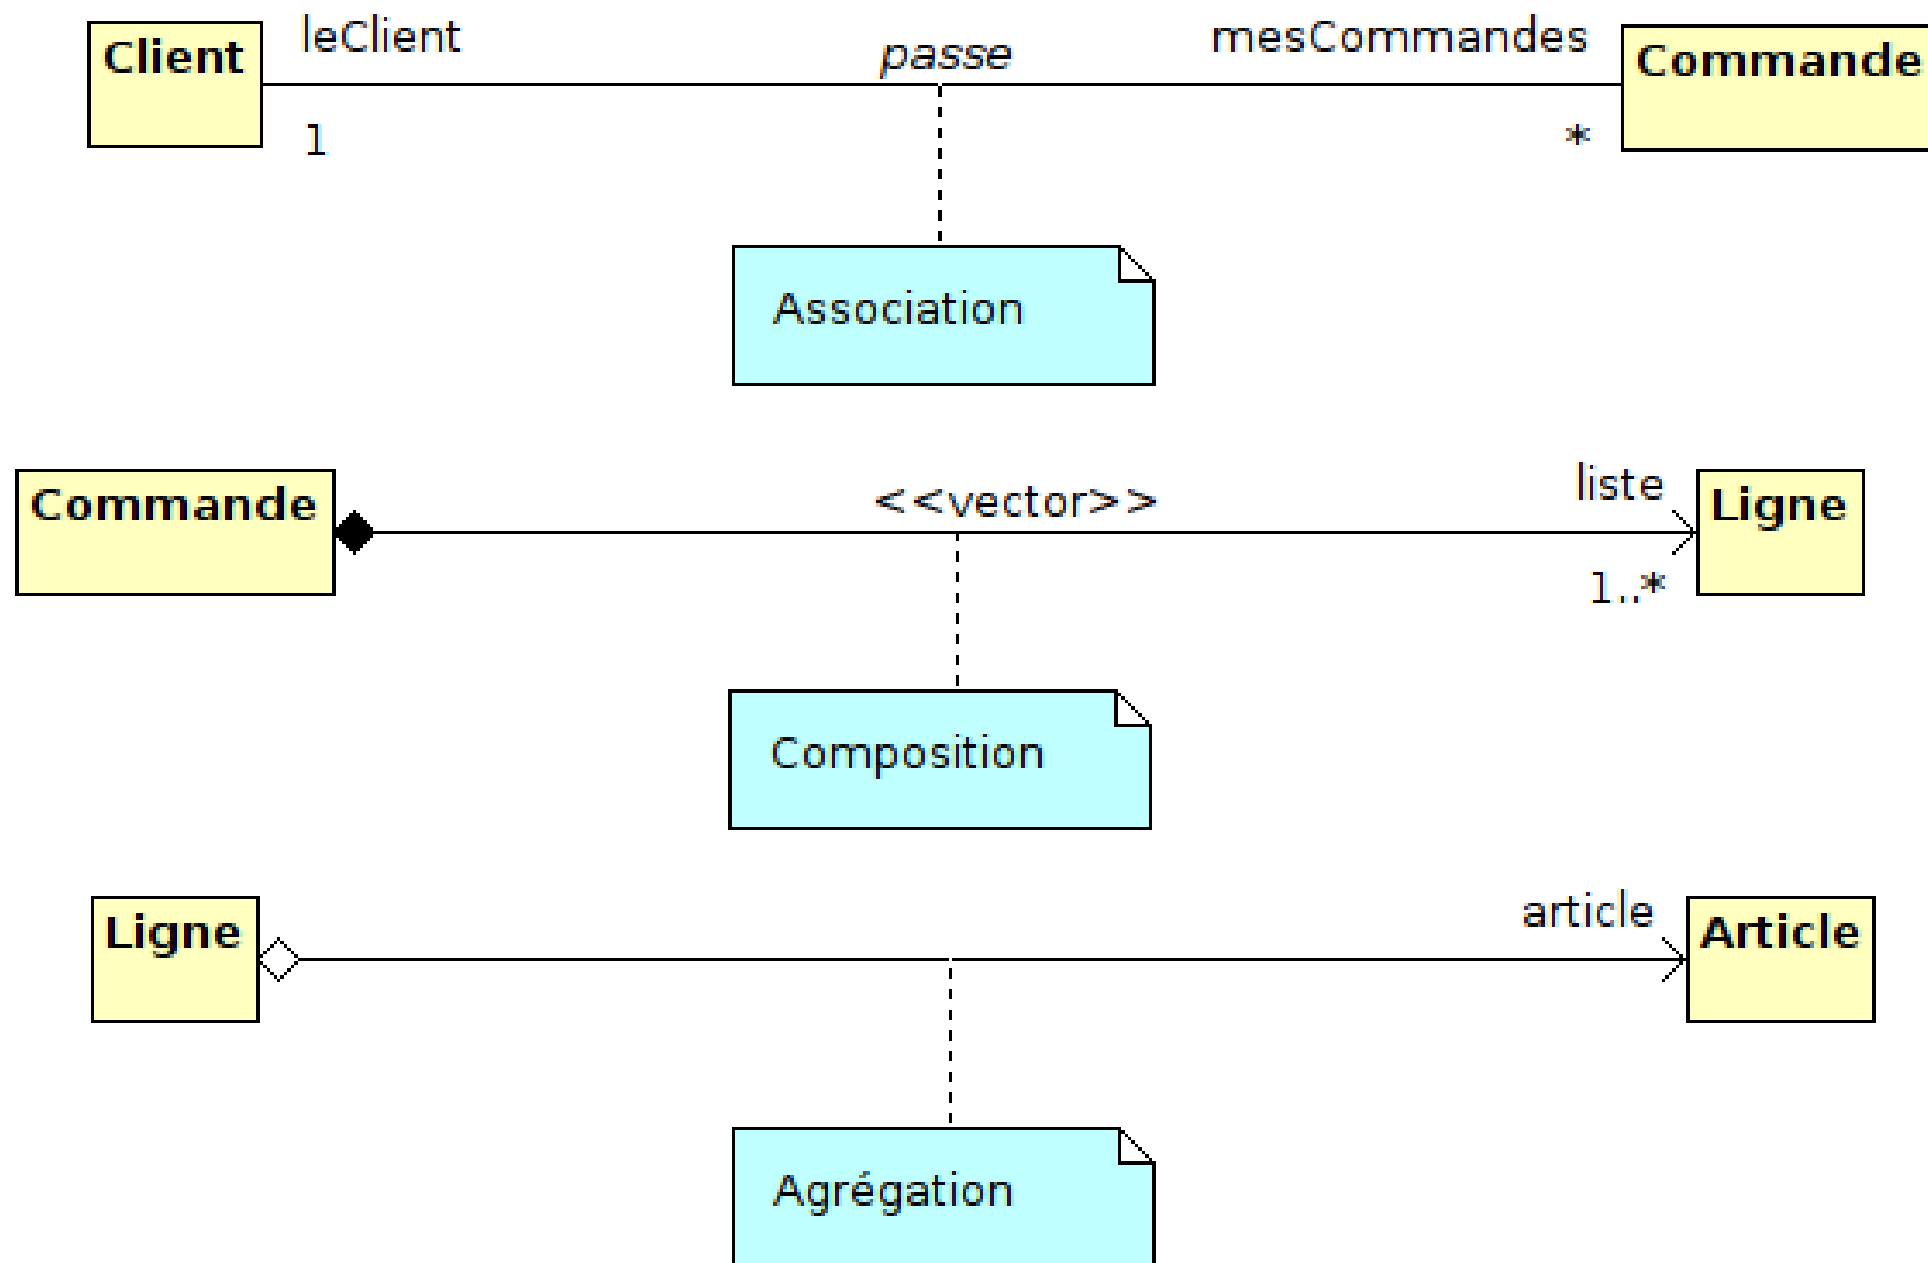 Client
leClient
passe
mesCommandes
Commande
1
*
Association
Commande
<<vector>>
liste
Ligne
1..*
Composition
Ligne
article
Article
Agrégation